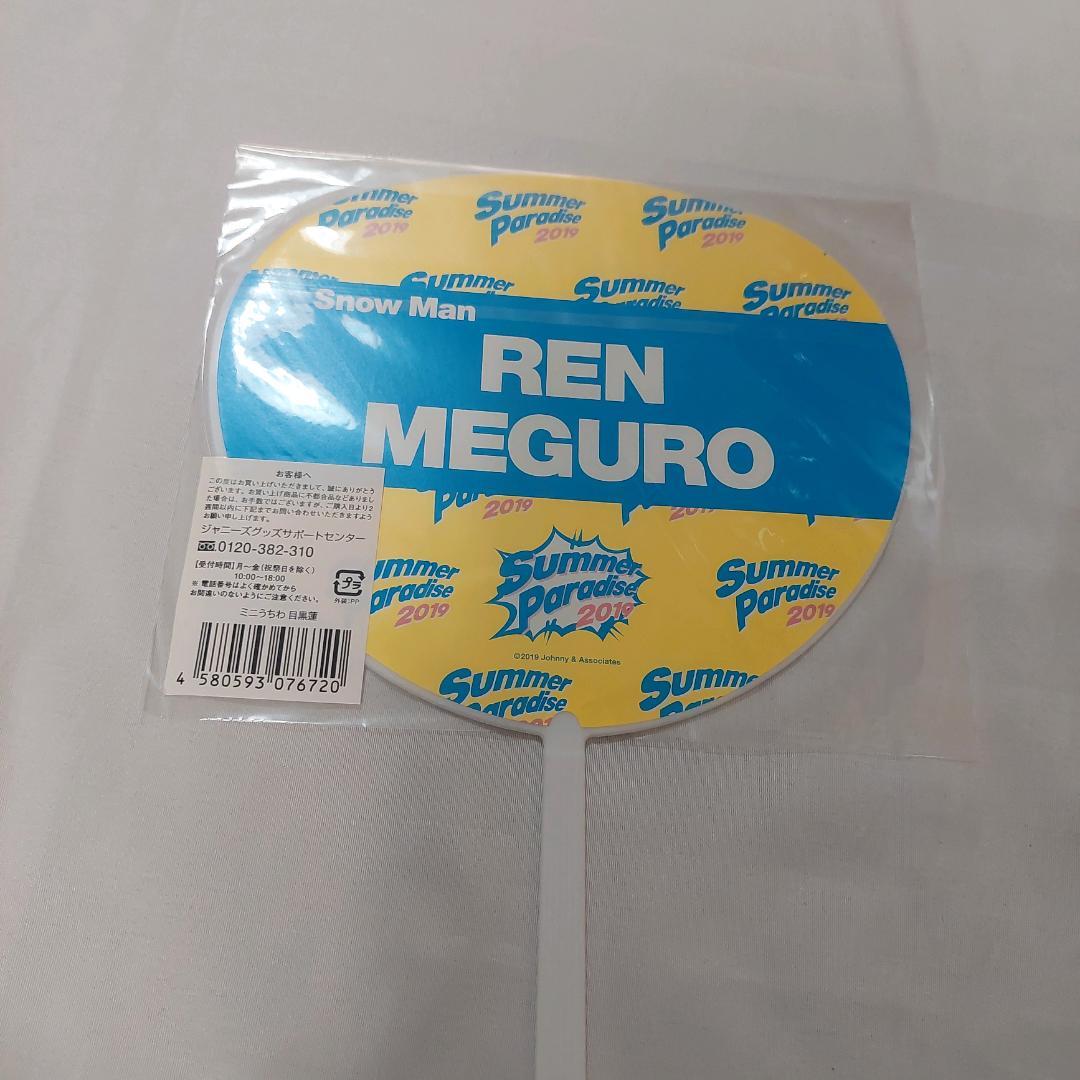 Summer
Paradise
2019
Summer
Paradise
2019
Summer
Paradise
2019
Summer
Summer
Summer
Paradise
Snow Man
REN
MEGURO
2019
2019
Summer
Paradise
2019
Summer
Paradise
2019
Summer
Paradise
2019
©2019 Johnny & Associates
Summer
Paradise
Summer
Paradise
お客様へ
この度はお買い上げいただきまして、誠にありがとう
ございます。お買い上げ商品に不都合品などありまし
た場合は、お手数ではございますが、ご購入日より2
週間以内に下記までお問い合わせいただきますよう
お願い申し上げます。
ジャニーズグッズサポートセンター
0120-382-310
【受付時間】月〜金(祝祭日を除く)
10:00〜18:00
※ 電話番号はよく確かめてから
お間違いのないようにご注意ください。
プラ
外装:PP
ミニうちわ 目黒蓮
4 580593 076720